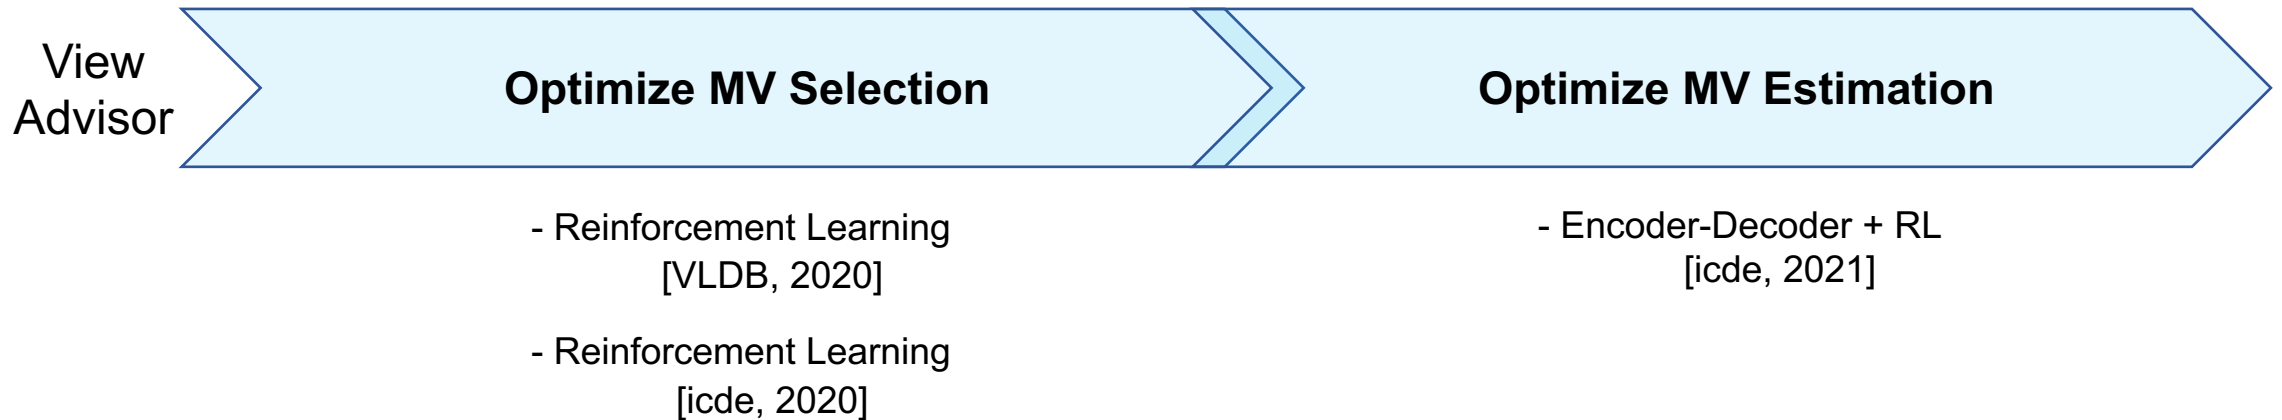 View
Advisor
Optimize MV Selection
Optimize MV Estimation
- Reinforcement Learning
[VLDB, 2020]
- Reinforcement Learning
[icde, 2020]
- Encoder-Decoder + RL
[icde, 2021]